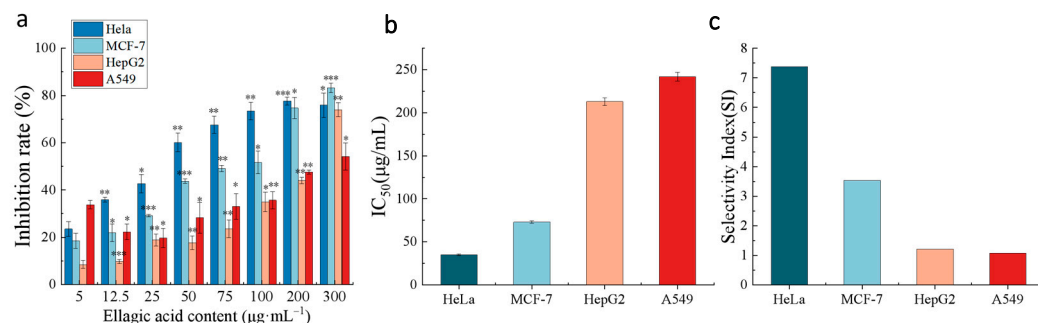 a
Hela
MCF-7
HepG2
A549
Inhibition rate (%)
100
80
60
40
20
0
** * *** * ** *** * ** *** ** * ** *** ** * ** ** * ** * ** *** * ** ** * *** ** *
5 12.5 25 50 75 100 200 300
Ellagic acid content (μg·mL⁻¹)
b
IC₅₀(μg/mL)
250
200
150
100
50
0
HeLa MCF-7 HepG2 A549
c
Selectivity Index(SI)
8
7
6
5
4
3
2
1
0
HeLa MCF-7 HepG2 A549